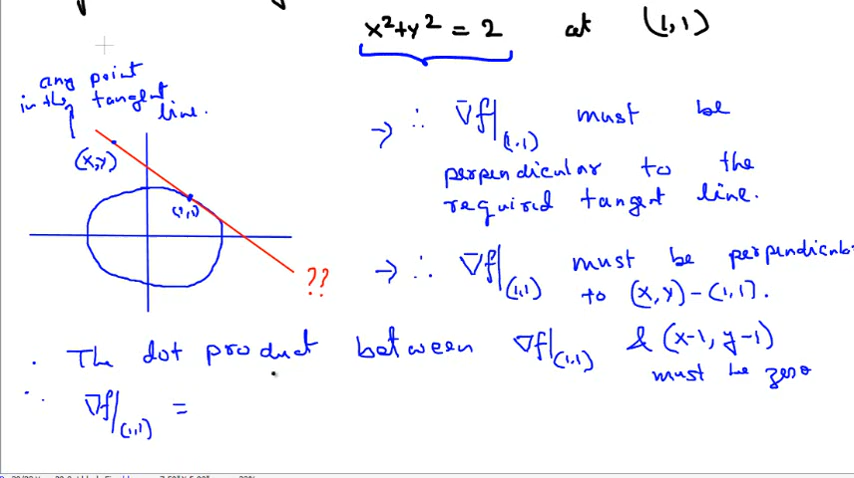 x² + y² = 2 at (1,1)
any point
in the tangent
line.
(x,y)
(1,1)
??
→ ∴ ∇f|(1,1) must be
perpendicular to the
required tangent line.
→ ∴ ∇f|(1,1) must be perpendicular
to (x,y) - (1,1).
The dot product between ∇f|(1,1) & (x-1, y-1)
must be zero
∴ ∇f|(1,1) =